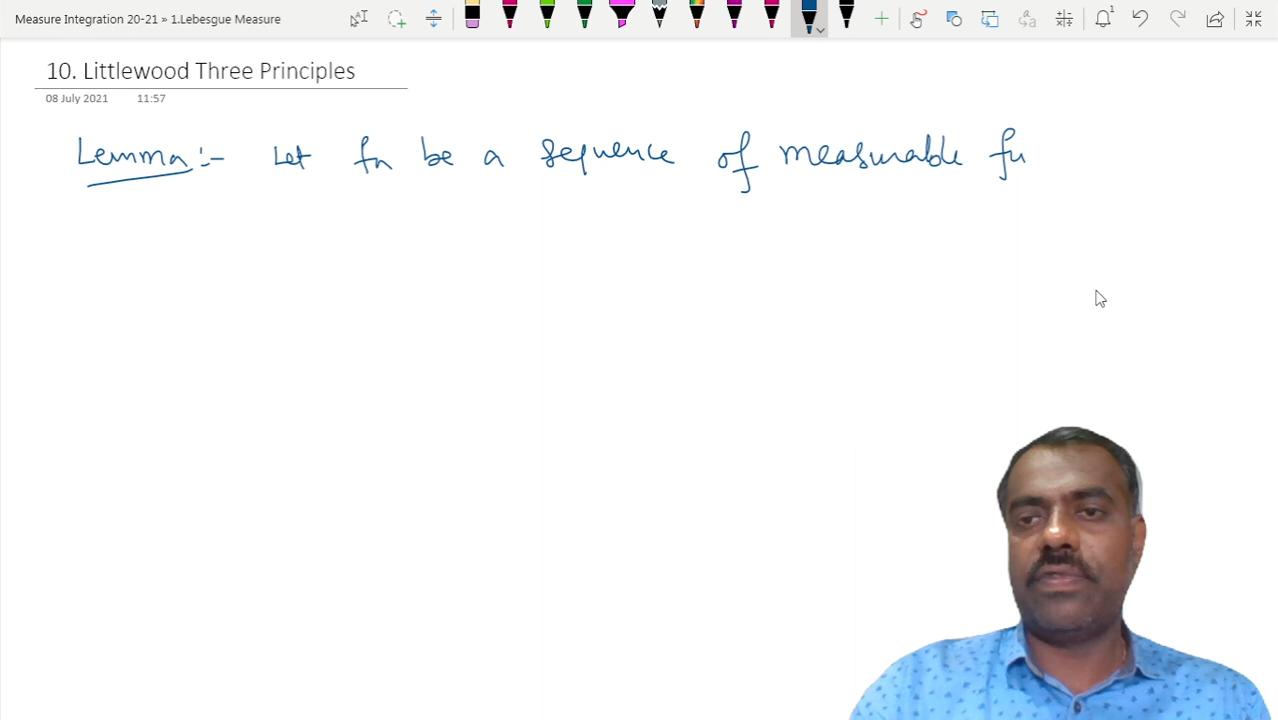 Measure Integration 20-21 » 1.Lebesgue Measure
10. Littlewood Three Principles
08 July 2021 11:57
Lemma:- Let fn be a sequence of measurable fu